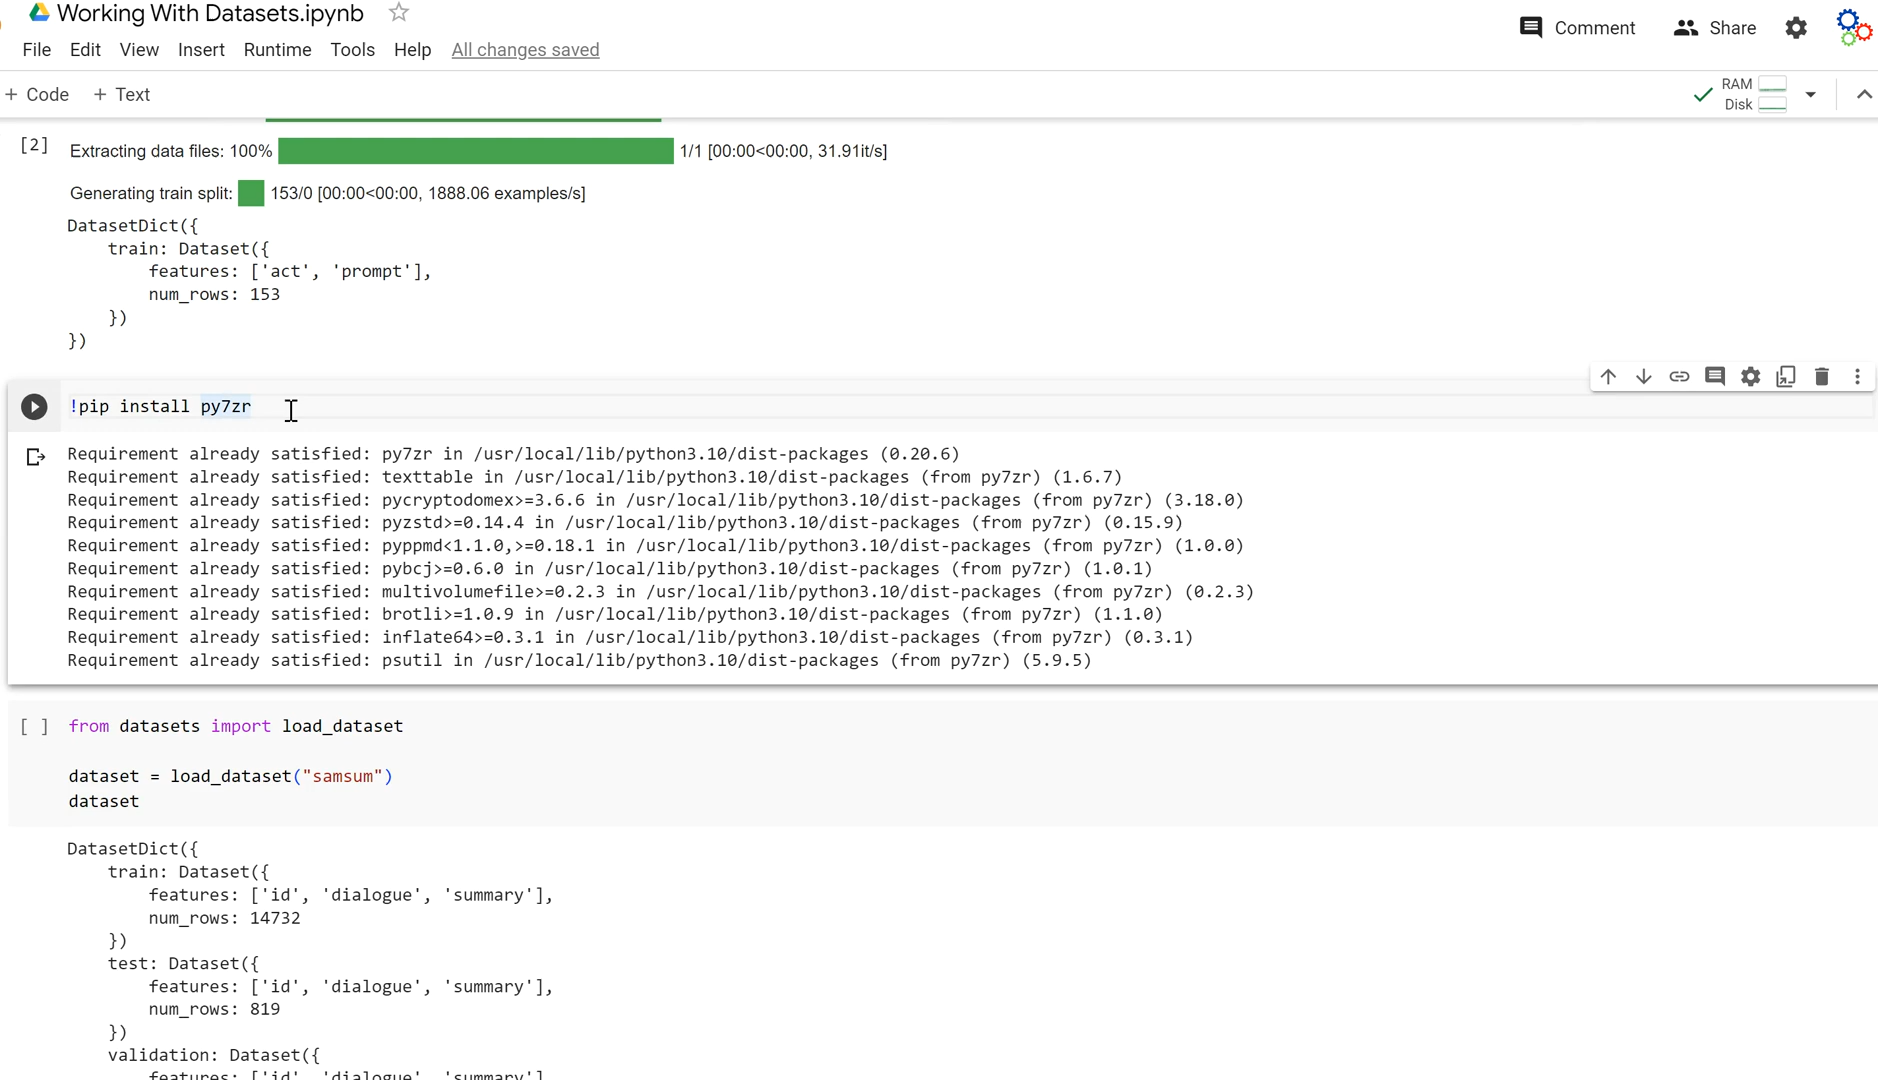 Working With Datasets.ipynb
Comment Share
File Edit View Insert Runtime Tools Help All changes saved
+ Code + Text
RAM
Disk
[2] Extracting data files: 100% 1/1 [00:00<00:00, 31.91it/s]
Generating train split: 153/0 [00:00<00:00, 1888.06 examples/s]
DatasetDict({
    train: Dataset({
        features: ['act', 'prompt'],
        num_rows: 153
    })
})
!pip install py7zr
Requirement already satisfied: py7zr in /usr/local/lib/python3.10/dist-packages (0.20.6)
Requirement already satisfied: texttable in /usr/local/lib/python3.10/dist-packages (from py7zr) (1.6.7)
Requirement already satisfied: pycryptodomex>=3.6.6 in /usr/local/lib/python3.10/dist-packages (from py7zr) (3.18.0)
Requirement already satisfied: pyzstd>=0.14.4 in /usr/local/lib/python3.10/dist-packages (from py7zr) (0.15.9)
Requirement already satisfied: pyppmd<1.1.0,>=0.18.1 in /usr/local/lib/python3.10/dist-packages (from py7zr) (1.0.0)
Requirement already satisfied: pybcj>=0.6.0 in /usr/local/lib/python3.10/dist-packages (from py7zr) (1.0.1)
Requirement already satisfied: multivolumefile>=0.2.3 in /usr/local/lib/python3.10/dist-packages (from py7zr) (0.2.3)
Requirement already satisfied: brotli>=1.0.9 in /usr/local/lib/python3.10/dist-packages (from py7zr) (1.1.0)
Requirement already satisfied: inflate64>=0.3.1 in /usr/local/lib/python3.10/dist-packages (from py7zr) (0.3.1)
Requirement already satisfied: psutil in /usr/local/lib/python3.10/dist-packages (from py7zr) (5.9.5)
[ ] from datasets import load_dataset
dataset = load_dataset("samsum")
dataset
DatasetDict({
    train: Dataset({
        features: ['id', 'dialogue', 'summary'],
        num_rows: 14732
    })
    test: Dataset({
        features: ['id', 'dialogue', 'summary'],
        num_rows: 819
    })
    validation: Dataset({
        features: ['id', 'dialogue', 'summary']